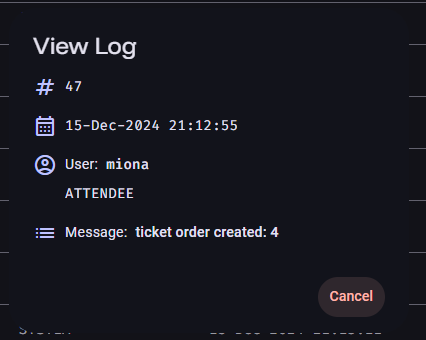 View Log
# 47
15-Dec-2024 21:12:55
User: miona
ATTENDEE
Message: ticket order created: 4
Cancel